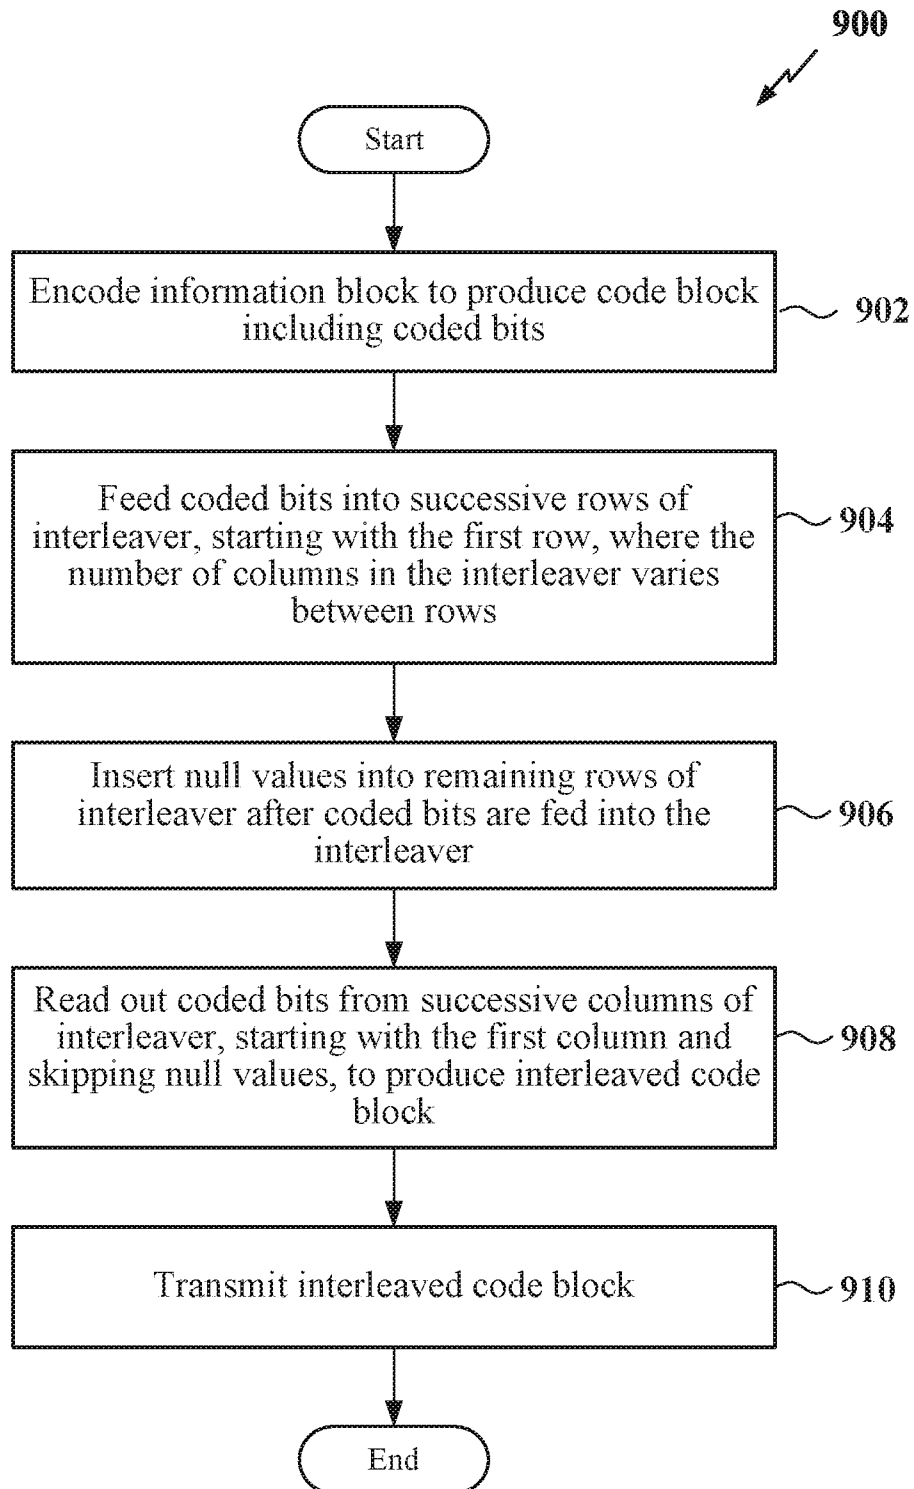 900
Start
Encode information block to produce code block
including coded bits
902
Feed coded bits into successive rows of
interleaver, starting with the first row, where the
number of columns in the interleaver varies
between rows
904
Insert null values into remaining rows of
interleaver after coded bits are fed into the
interleaver
906
Read out coded bits from successive columns of
interleaver, starting with the first column and
skipping null values, to produce interleaved code
block
908
Transmit interleaved code block
910
End